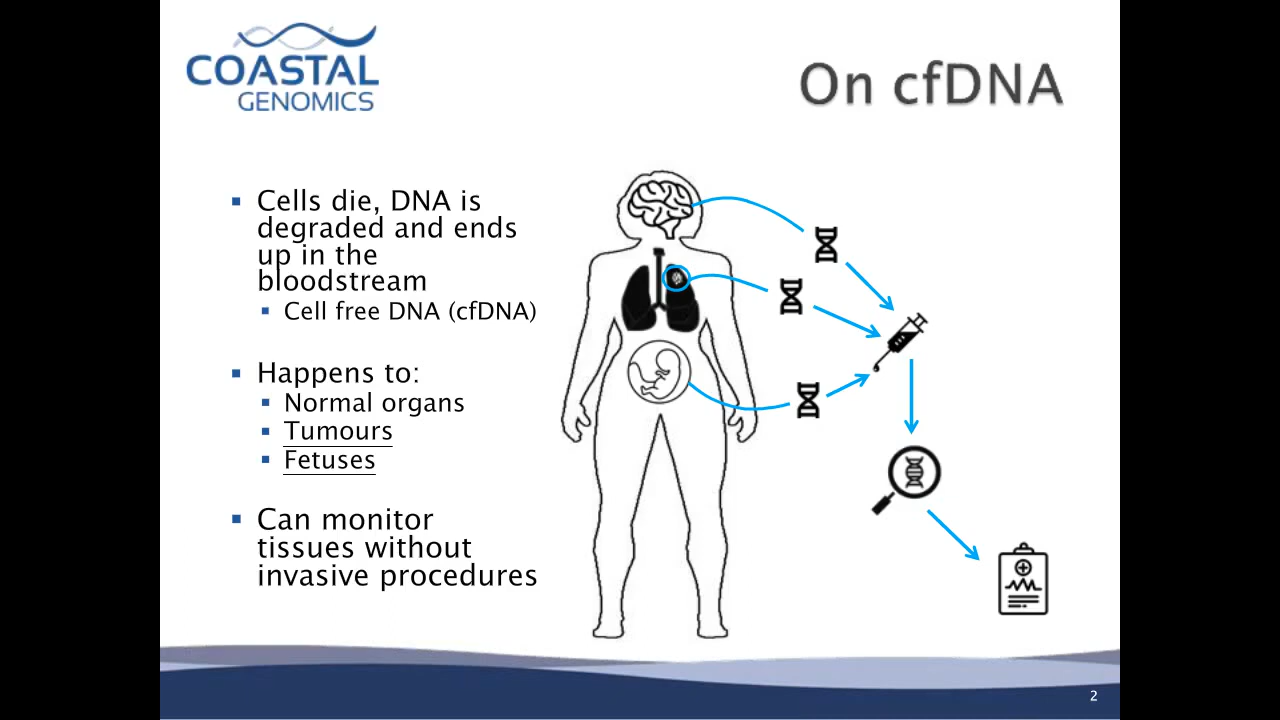 COASTAL
GENOMICS
On cfDNA
Cells die, DNA is
degraded and ends
up in the
bloodstream
Cell free DNA (cfDNA)
Happens to:
Normal organs
Tumours
Fetuses
Can monitor
tissues without
invasive procedures
2